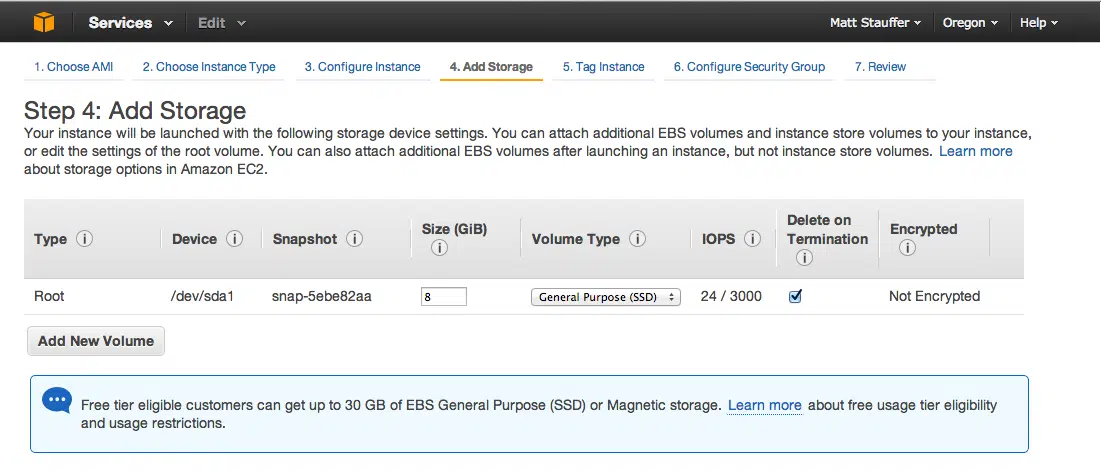 Services Edit Matt Stauffer Oregon Help
1. Choose AMI 2. Choose Instance Type 3. Configure Instance 4. Add Storage 5. Tag Instance 6. Configure Security Group 7. Review
Step 4: Add Storage
Your instance will be launched with the following storage device settings. You can attach additional EBS volumes and instance store volumes to your instance,
or edit the settings of the root volume. You can also attach additional EBS volumes after launching an instance, but not instance store volumes. Learn more
about storage options in Amazon EC2.
Type Device Snapshot Size (GiB) Volume Type IOPS Delete on Termination Encrypted
Root /dev/sda1 snap-5ebe82aa 8 General Purpose (SSD) 24 / 3000 Not Encrypted
Add New Volume
Free tier eligible customers can get up to 30 GB of EBS General Purpose (SSD) or Magnetic storage. Learn more about free usage tier eligibility
and usage restrictions.